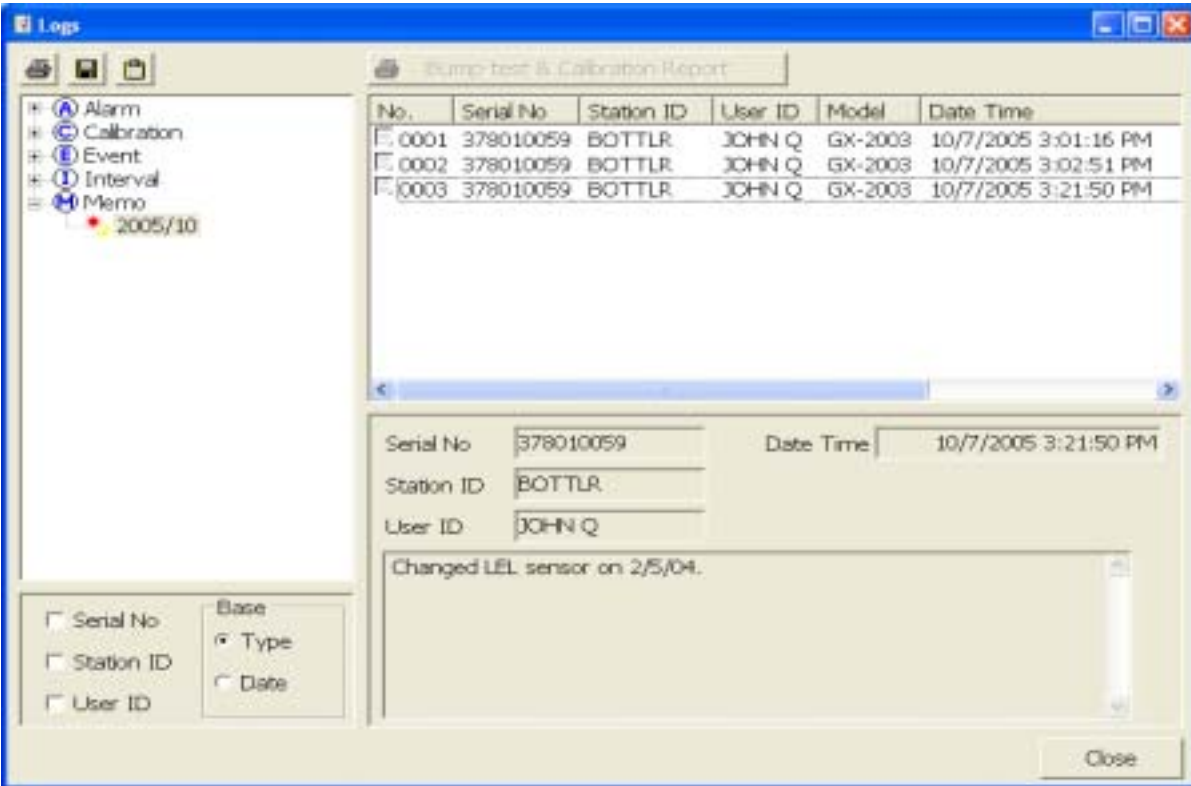 Logs
Bump test & Calibration Report
A Alarm
C Calibration
E Event
I Interval
M Memo
2005/10
No. Serial No Station ID User ID Model Date Time
0001 378010059 BOTTLR JOHN Q GX-2003 10/7/2005 3:01:16 PM
0002 378010059 BOTTLR JOHN Q GX-2003 10/7/2005 3:02:51 PM
0003 378010059 BOTTLR JOHN Q GX-2003 10/7/2005 3:21:50 PM
Serial No 378010059 Date Time 10/7/2005 3:21:50 PM
Station ID BOTTLR
User ID JOHN Q
Changed LEL sensor on 2/5/04.
Serial No
Station ID
User ID
Base
Type
Date
Close